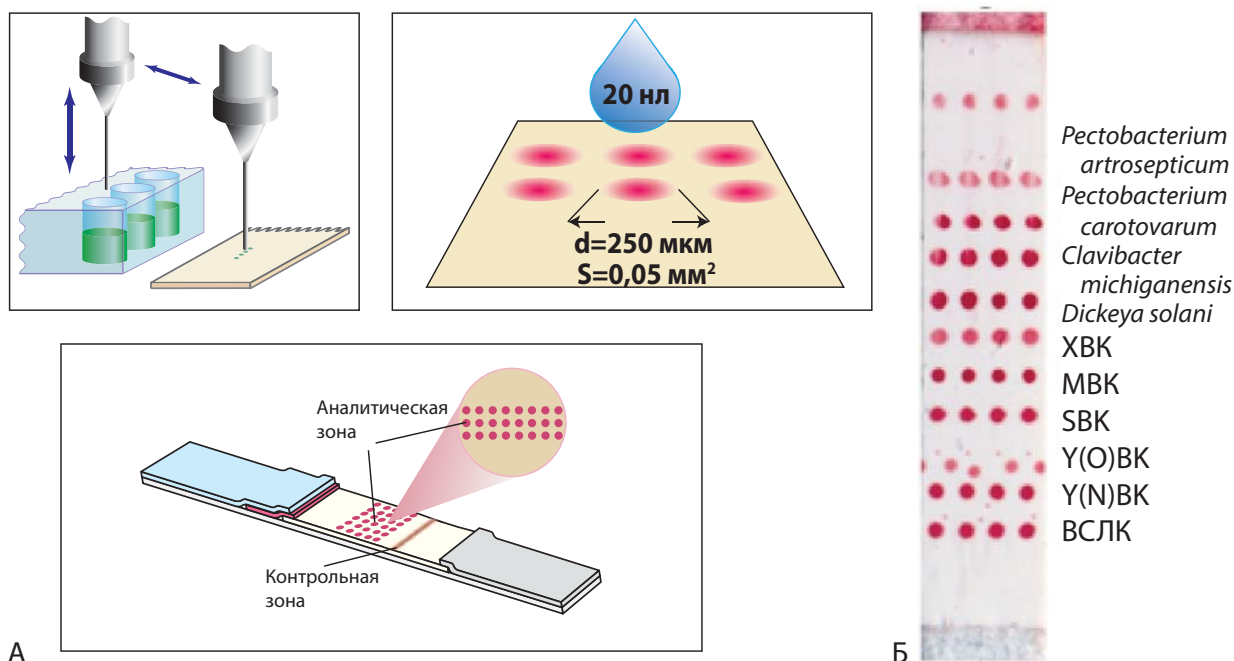 20 нл
d=250 мкм
S=0,05 мм²
Аналитическая
зона
Контрольная
зона
А
Pectobacterium
artrosepticum
Pectobacterium
carotovarum
Clavibacter
michiganensis
Dickeya solani
ХВК
МВК
SВК
Y(O)ВК
Y(N)ВК
ВСЛК
Б